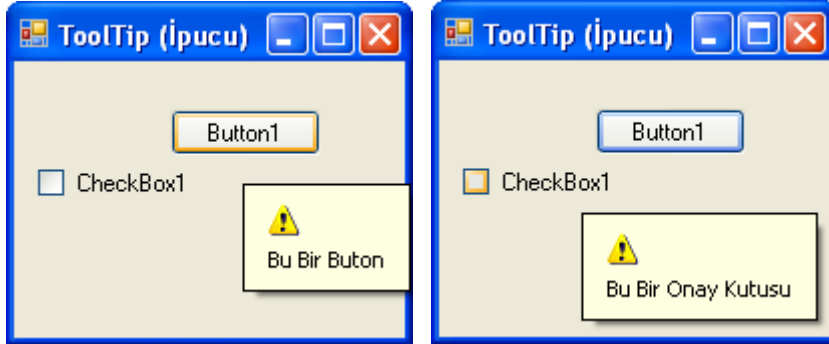 ToolTip (İpucu)
Button1
CheckBox1
Bu Bir Buton
ToolTip (İpucu)
Button1
CheckBox1
Bu Bir Onay Kutusu